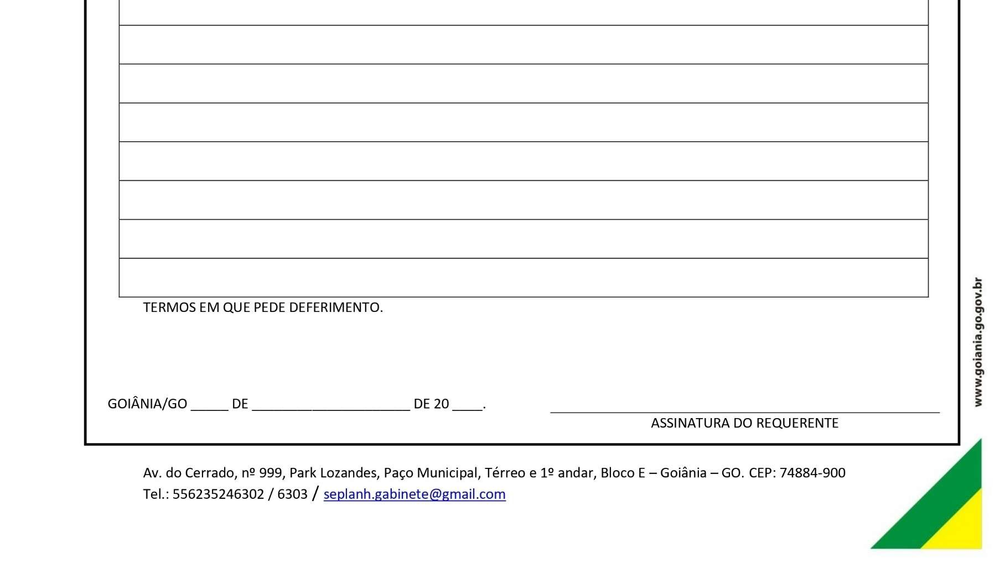 TERMOS EM QUE PEDE DEFERIMENTO.
GOIÂNIA/GO _____ DE _____________________ DE 20 ____.
ASSINATURA DO REQUERENTE
Av. do Cerrado, nº 999, Park Lozandes, Paço Municipal, Térreo e 1º andar, Bloco E – Goiânia – GO. CEP: 74884-900
Tel.: 556235246302 / 6303 / seplanh.gabinete@gmail.com
www.goiania.go.gov.br